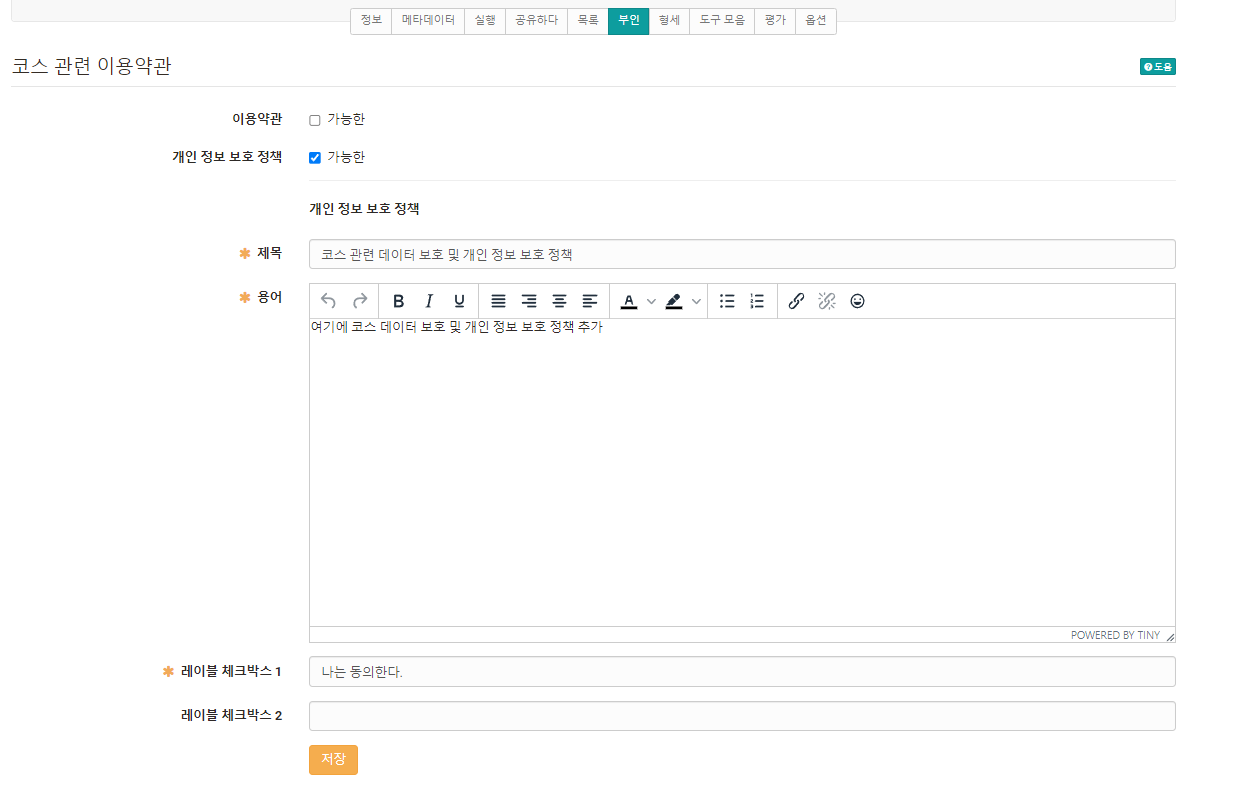 정보 메타데이터 실행 공유하다 목록 부인 형세 도구 모음 평가 옵션
코스 관련 이용약관 도움
이용약관 가능한
개인 정보 보호 정책 가능한
개인 정보 보호 정책
제목 코스 관련 데이터 보호 및 개인 정보 보호 정책
용어
여기에 코스 데이터 보호 및 개인 정보 보호 정책 추가
POWERED BY TINY
레이블 체크박스 1 나는 동의한다.
레이블 체크박스 2
저장